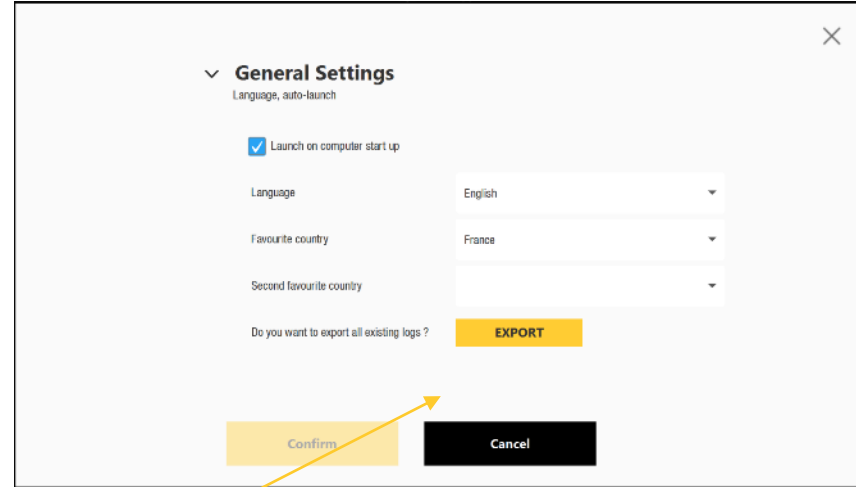 General Settings
Language, auto-launch
Launch on computer start up
Language
English
Favourite country
France
Second favourite country
Do you want to export all existing logs ?
EXPORT
Confirm
Cancel